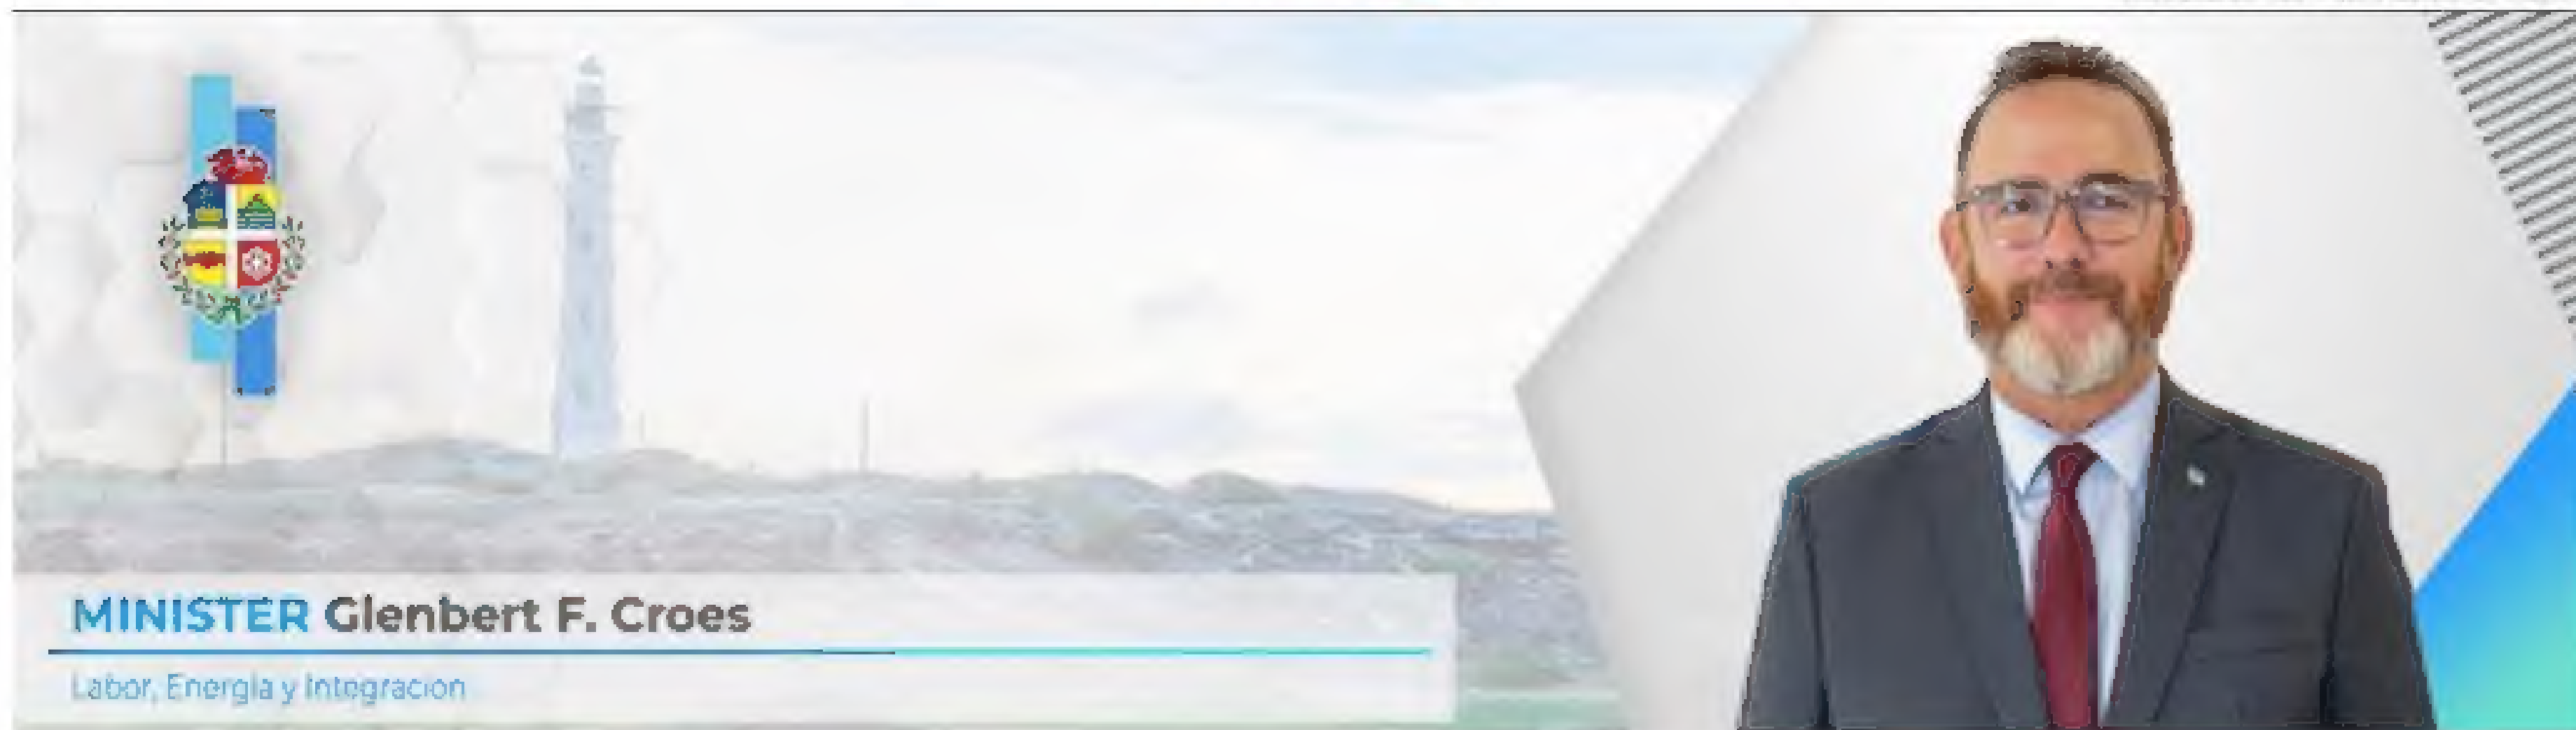 MINISTER Glenbert F. Croes
Labor, Energia y Integracion